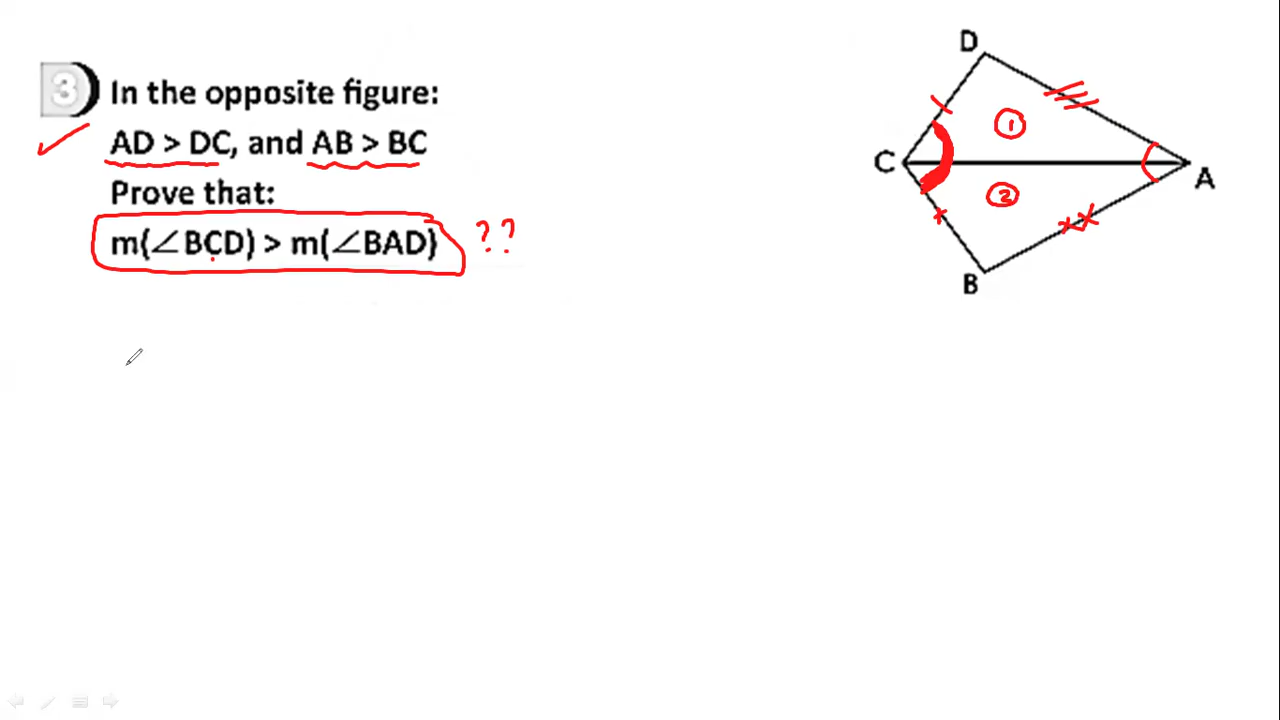 3 In the opposite figure:
AD > DC, and AB > BC
Prove that:
m(∠BCD) > m(∠BAD) ??
D
1
C
A
2
B